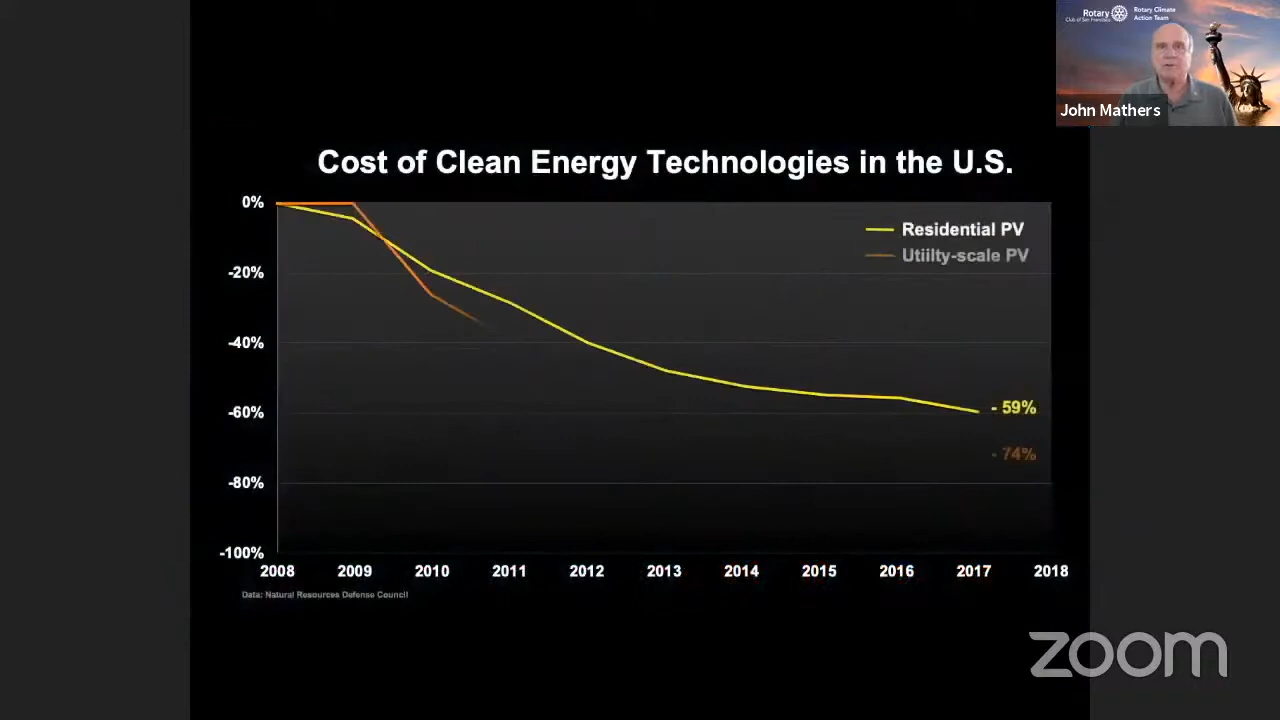 Rotary
Club of San Francisco
Rotary Climate
Action Team
John Mathers
Cost of Clean Energy Technologies in the U.S.
0%
-20%
-40%
-60%
-80%
-100%
Residential PV
Utiilty-scale PV
- 59%
- 74%
2008 2009 2010 2011 2012 2013 2014 2015 2016 2017 2018
Data: Natural Resources Defense Council
zoom